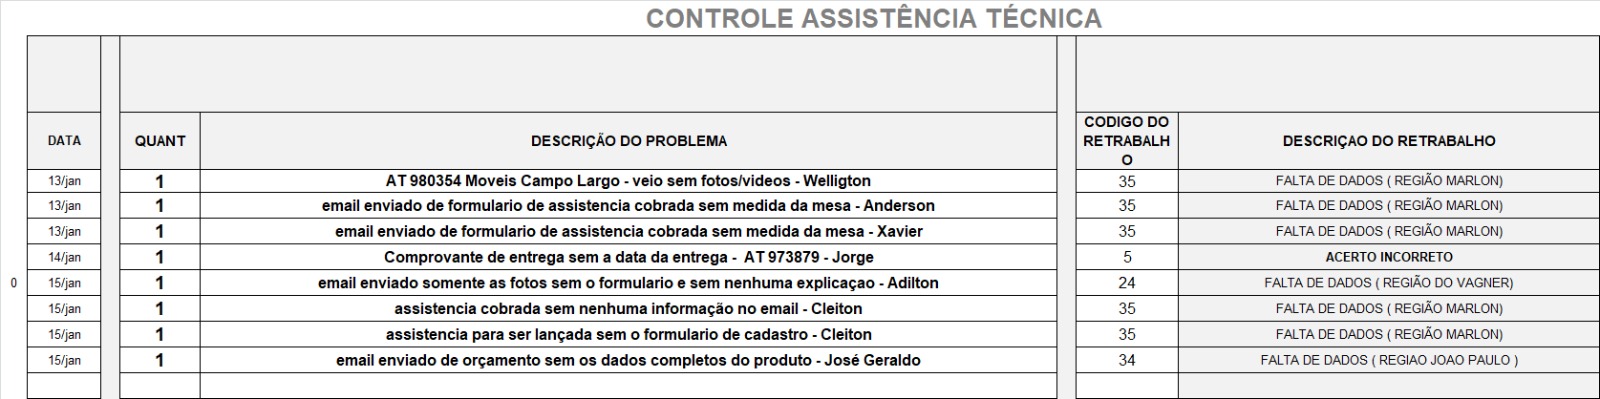 CONTROLE ASSISTÊNCIA TÉCNICA
DATA QUANT DESCRIÇÃO DO PROBLEMA CODIGO DO RETRABALHO DESCRIÇAO DO RETRABALHO
13/jan 1 AT 980354 Moveis Campo Largo - veio sem fotos/videos - Welligton 35 FALTA DE DADOS ( REGIÃO MARLON)
13/jan 1 email enviado de formulario de assistencia cobrada sem medida da mesa - Anderson 35 FALTA DE DADOS ( REGIÃO MARLON)
13/jan 1 email enviado de formulario de assistencia cobrada sem medida da mesa - Xavier 35 FALTA DE DADOS ( REGIÃO MARLON)
14/jan 1 Comprovante de entrega sem a data da entrega - AT 973879 - Jorge 5 ACERTO INCORRETO
0 15/jan 1 email enviado somente as fotos sem o formulario e sem nenhuma explicaçao - Adilton 24 FALTA DE DADOS ( REGIÃO DO VAGNER)
15/jan 1 assistencia cobrada sem nenhuma informação no email - Cleiton 35 FALTA DE DADOS ( REGIÃO MARLON)
15/jan 1 assistencia para ser lançada sem o formulario de cadastro - Cleiton 35 FALTA DE DADOS ( REGIÃO MARLON)
15/jan 1 email enviado de orçamento sem os dados completos do produto - José Geraldo 34 FALTA DE DADOS ( REGIAO JOAO PAULO )